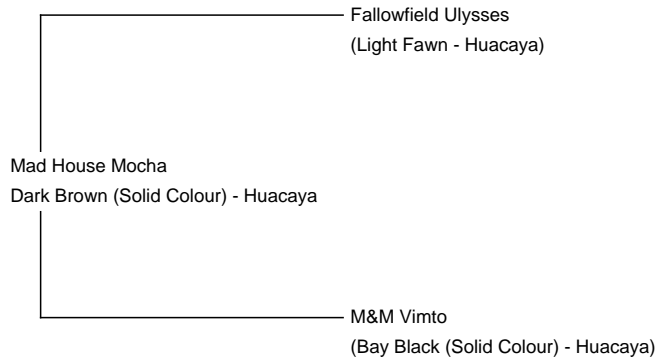 Fallowfield Ulysses
(Light Fawn - Huacaya)
Mad House Mocha
Dark Brown (Solid Colour) - Huacaya
M&M Vimto
(Bay Black (Solid Colour) - Huacaya)